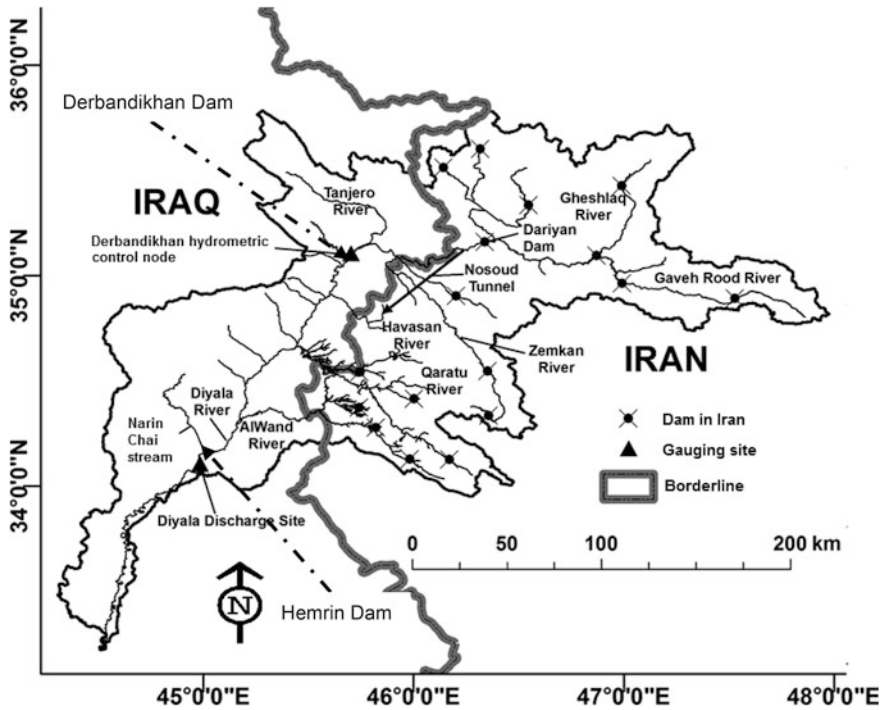 36°0'0"N
35°0'0"N
34°0'0"N
Derbandikhan Dam
IRAQ
Tanjero
River
Derbandikhan hydrometric
control node
Gheshlaq
River
Dariyan
Dam
Nosoud
Tunnel
Gaveh Rood River
Havasan
River
Zemkan
River
IRAN
Qaratu
River
Diyala
River
AlWand
River
Narin
Chai
stream
Diyala Discharge Site
Hemrin Dam
N
Dam in Iran
Gauging site
Borderline
0 50 100 200 km
45°0'0"E 46°0'0"E 47°0'0"E 48°0'0"E